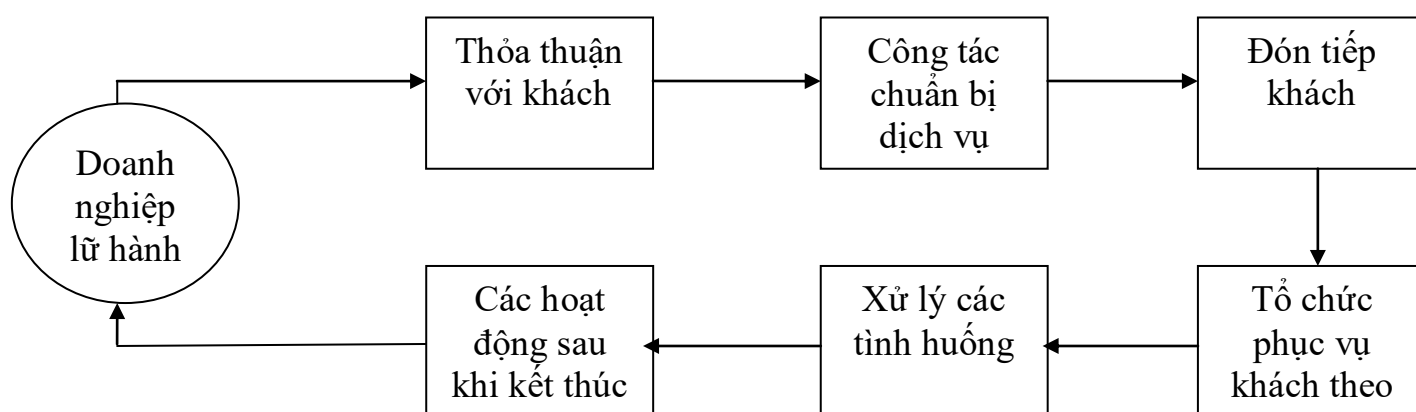 Thỏa thuận
với khách
Công tác
chuẩn bị
dịch vụ
Đón tiếp
khách
Doanh
nghiệp
lữ hành
Các hoạt
động sau
khi kết thúc
Xử lý các
tình huống
Tổ chức
phục vụ
khách theo